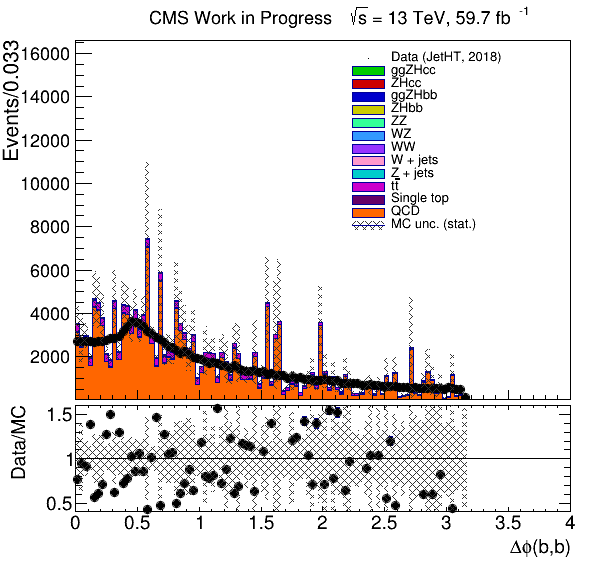 CMS Work in Progress √s = 13 TeV, 59.7 fb⁻¹
Events/0.033
16000
14000
12000
10000
8000
6000
4000
2000
Data (JetHT, 2018)
ggZHcc
ZHcc
ggZHbb
ZHbb
ZZ
WZ
WW
W + jets
Z + jets
tt̅
Single top
QCD
MC unc. (stat.)
Data/MC
1.5
1
0.5
0 0.5 1 1.5 2 2.5 3 3.5 4
Δϕ(b,b)